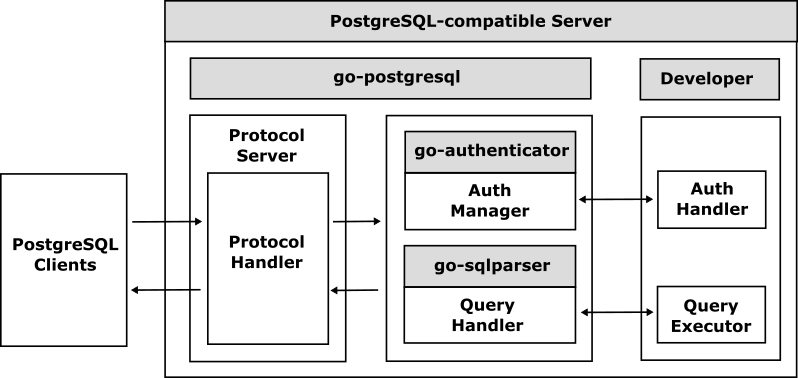 PostgreSQL-compatible Server
go-postgresql
Developer
Protocol
Server
go-authenticator
Auth
Manager
Auth
Handler
PostgreSQL
Clients
Protocol
Handler
go-sqlparser
Query
Handler
Query
Executor